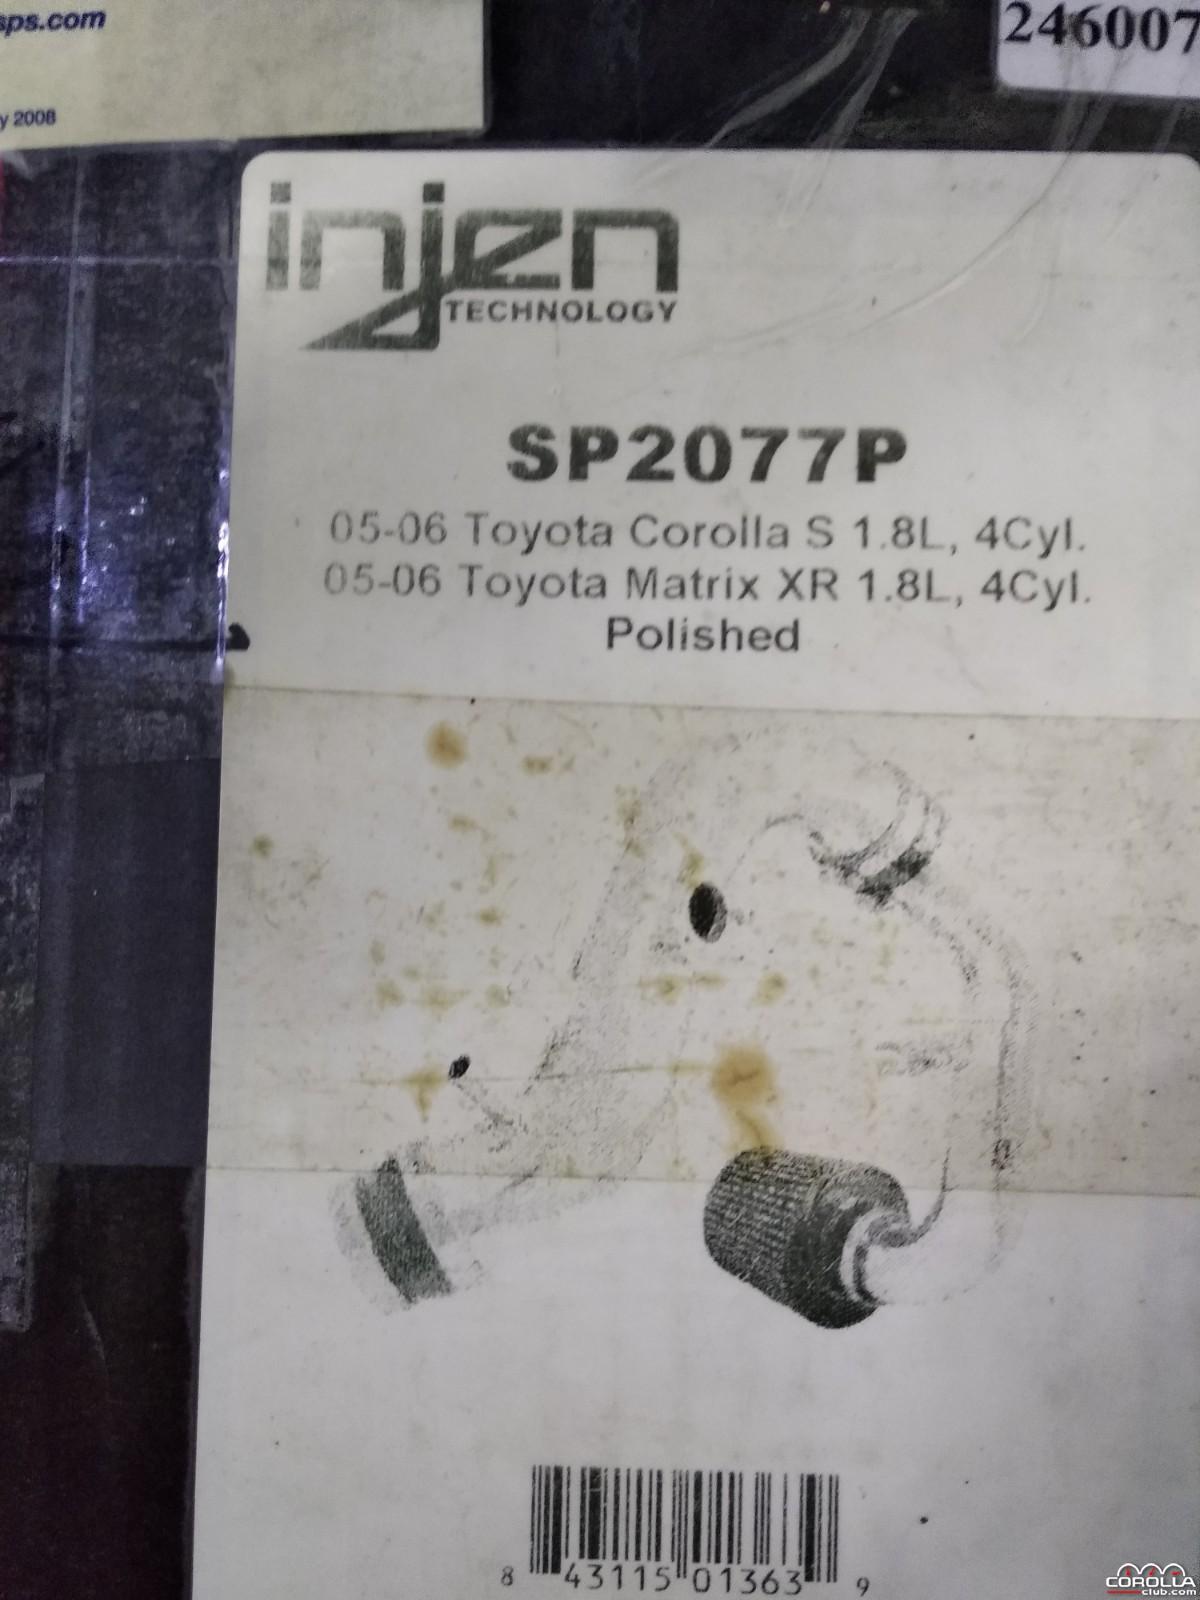 sps.com
y 2008
246007
injen
TECHNOLOGY
SP2077P
05-06 Toyota Corolla S 1.8L, 4Cyl.
05-06 Toyota Matrix XR 1.8L, 4Cyl.
Polished
8 43115 01363 9
COROLLA
club.com